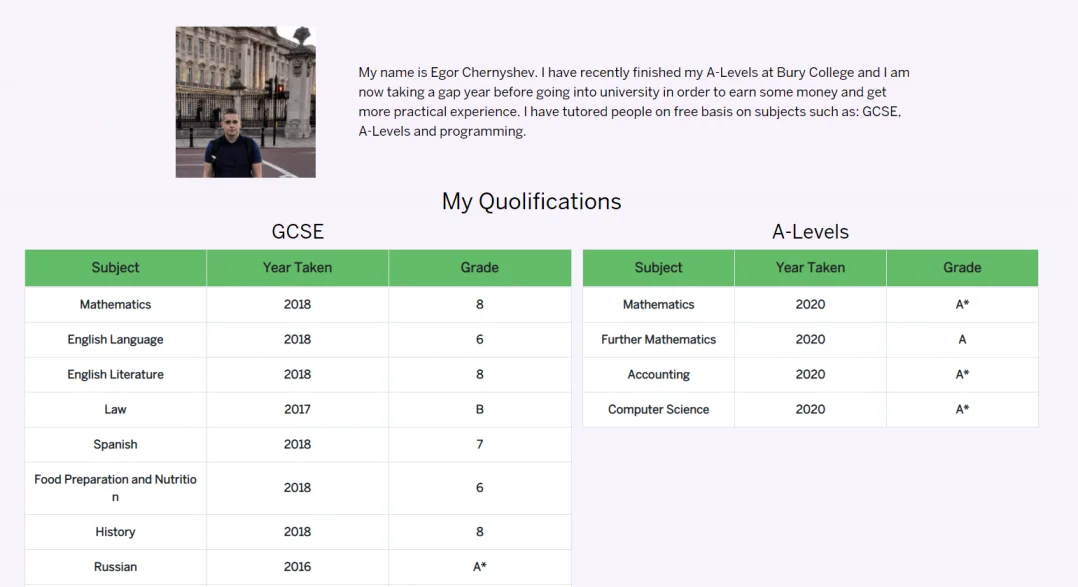 My name is Egor Chernyshev. I have recently finished my A-Levels at Bury College and I am
now taking a gap year before going into university in order to earn some money and get
more practical experience. I have tutored people on free basis on subjects such as: GCSE,
A-Levels and programming.
My Quolifications
GCSE
Subject Year Taken Grade
Mathematics 2018 8
English Language 2018 6
English Literature 2018 8
Law 2017 B
Spanish 2018 7
Food Preparation and Nutritio
n 2018 6
History 2018 8
Russian 2016 A*
A-Levels
Subject Year Taken Grade
Mathematics 2020 A*
Further Mathematics 2020 A
Accounting 2020 A*
Computer Science 2020 A*